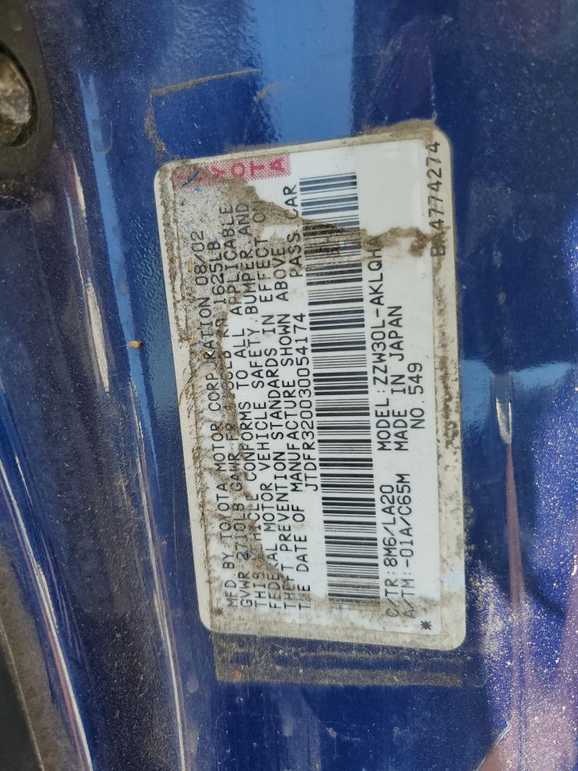 TOYOTA
MFD. BY TOYOTA MOTOR CORPORATION 08/02
GVWR 2710LB GAWR FR RR 1625LB
THIS VEHICLE CONFORMS TO ALL APPLICABLE
FEDERAL MOTOR VEHICLE SAFETY, BUMPER, AND
THEFT PREVENTION STANDARDS IN EFFECT ON
THE DATE OF MANUFACTURE SHOWN ABOVE.
JTDFR320030054174 PASS. CAR
C/TR:8M6/LA20 MODEL:ZZW30L-AKLQHA
A/TM:-01A/C65M MADE IN JAPAN
* NO.549
4774274